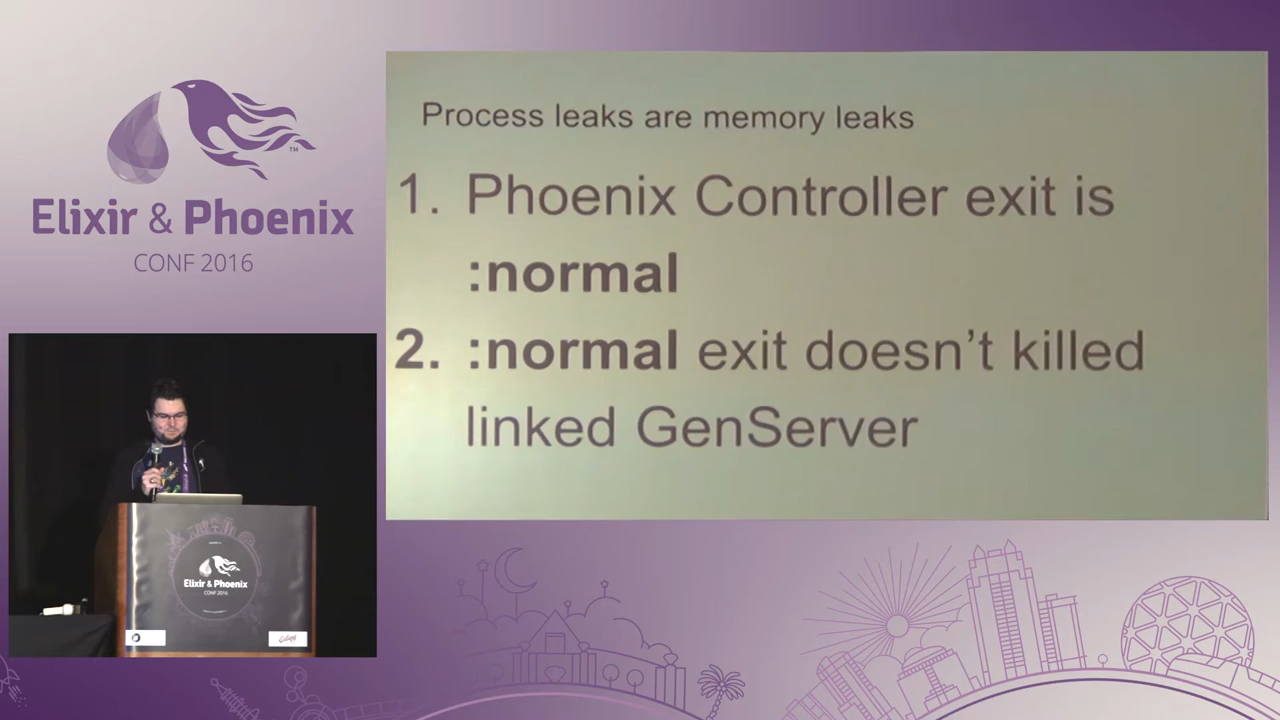 Elixir & Phoenix
CONF 2016
TM
Process leaks are memory leaks
1. Phoenix Controller exit is
:normal
2. :normal exit doesn't killed
linked GenServer
Elixir & Phoenix
CONF 2016